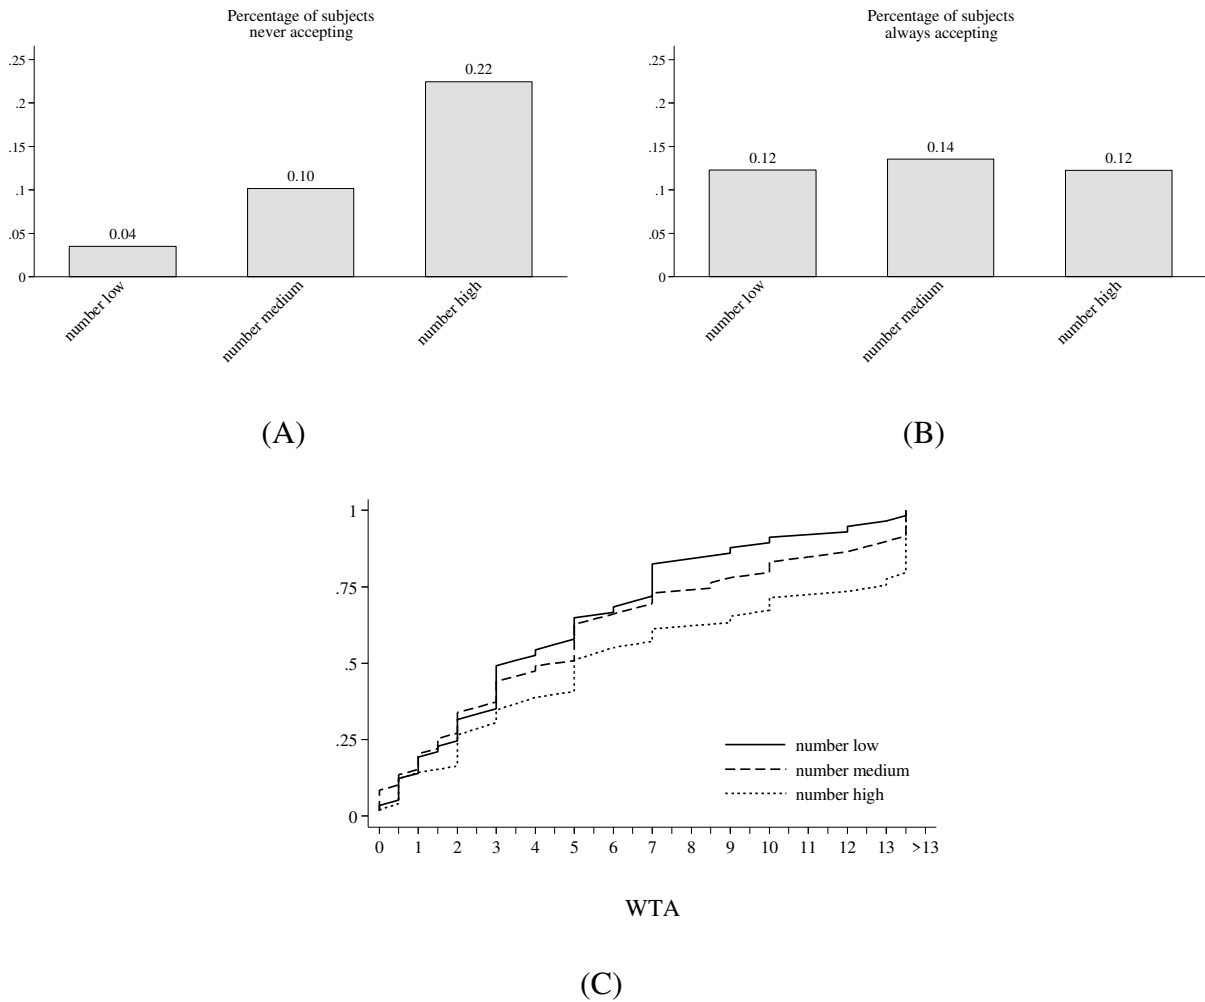 Percentage of subjects
never accepting
.25
.2
.15
.1
.05
0
0.04
0.10
0.22
number low
number medium
number high
(A)
Percentage of subjects
always accepting
.25
.2
.15
.1
.05
0
0.12
0.14
0.12
number low
number medium
number high
(B)
1
.75
.5
.25
0
number low
number medium
number high
0 1 2 3 4 5 6 7 8 9 10 11 12 13 >13
WTA
(C)